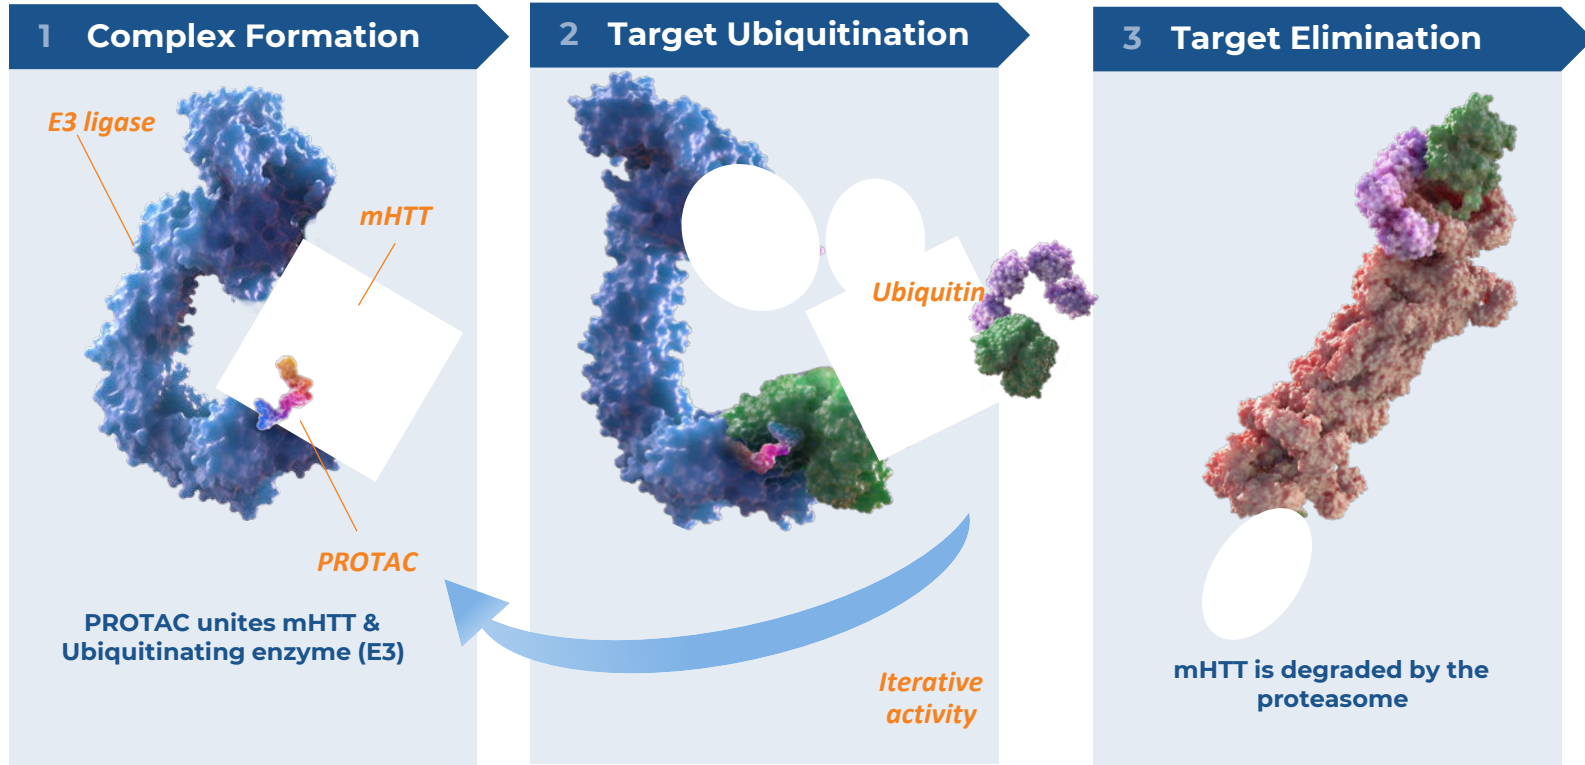 1 Complex Formation
E3 ligase
mHTT
PROTAC
PROTAC unites mHTT &
Ubiquitinating enzyme (E3)
2 Target Ubiquitination
Ubiquitin
Iterative
activity
3 Target Elimination
mHTT is degraded by the
proteasome